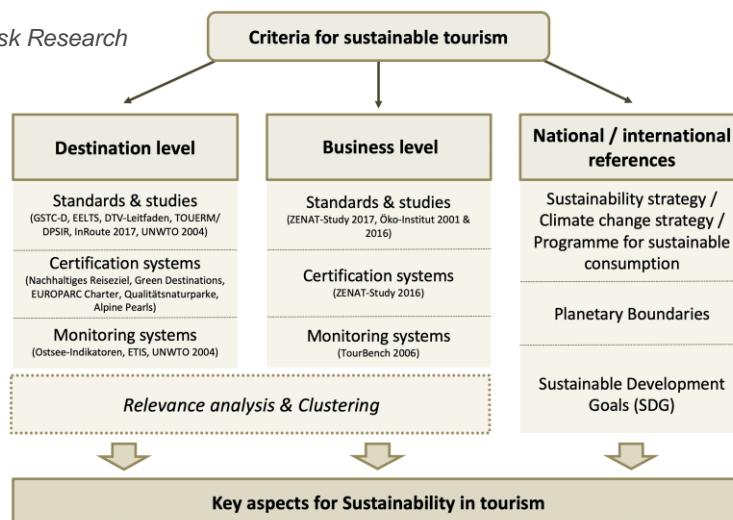 sk Research
Criteria for sustainable tourism
Destination level
Standards & studies
(GSTC-D, EELTS, DTV-Leitfaden, TOUERM/
DPSIR, InRoute 2017, UNWTO 2004)
Certification systems
(Nachhaltiges Reiseziel, Green Destinations,
EUROPARC Charter, Qualitätsnaturparke,
Alpine Pearls)
Monitoring systems
(Ostsee-Indikatoren, ETIS, UNWTO 2004)
Business level
Standards & studies
(ZENAT-Study 2017, Öko-Institut 2001 &
2016)
Certification systems
(ZENAT-Study 2016)
Monitoring systems
(TourBench 2006)
National / international
references
Sustainability strategy /
Climate change strategy /
Programme for sustainable
consumption
Planetary Boundaries
Sustainable Development
Goals (SDG)
Relevance analysis & Clustering
Key aspects for Sustainability in tourism